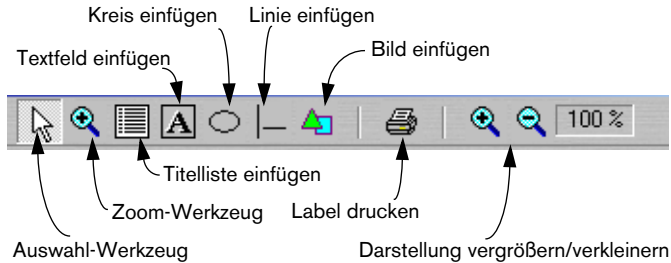 Kreis einfügen
Linie einfügen
Textfeld einfügen
Bild einfügen
A
100 %
Titelliste einfügen
Zoom-Werkzeug
Label drucken
Auswahl-Werkzeug
Darstellung vergrößern/verkleinern